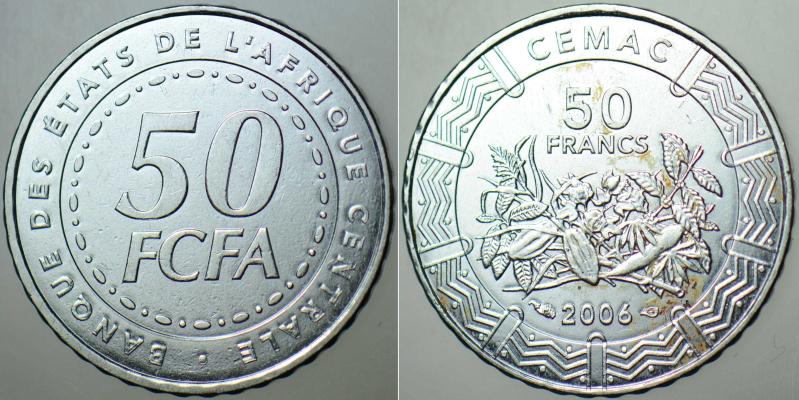 BANQUE DES ÉTATS DE L'AFRIQUE CENTRALE •
50
FCFA
CEMAC
50
FRANCS
2006